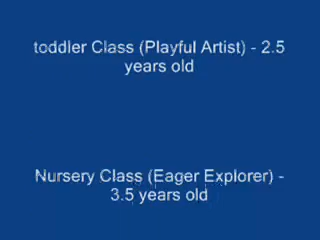 toddler Class (Playful Artist) - 2.5
years old
Nursery Class (Eager Explorer) -
3.5 years old